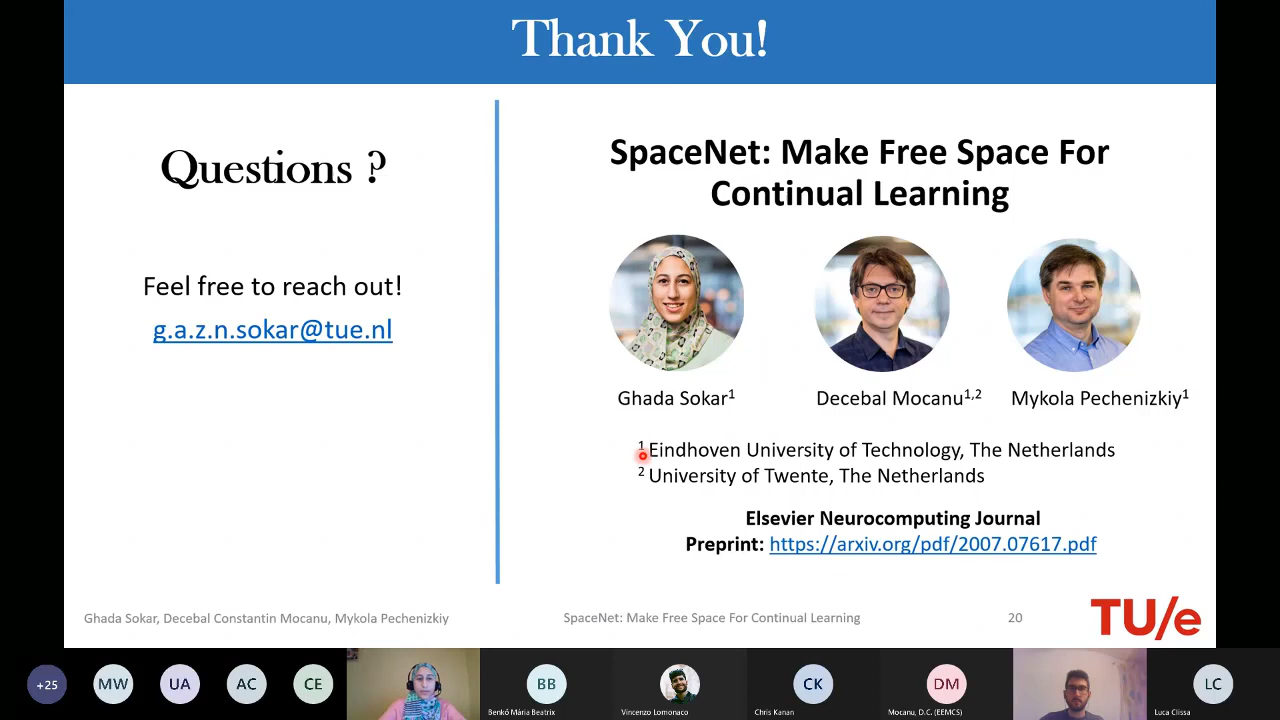 Thank You!
Questions ?
Feel free to reach out!
g.a.z.n.sokar@tue.nl
SpaceNet: Make Free Space For
Continual Learning
Ghada Sokar1
Decebal Mocanu1,2
Mykola Pechenizkiy1
1 Eindhoven University of Technology, The Netherlands
2 University of Twente, The Netherlands
Elsevier Neurocomputing Journal
Preprint: https://arxiv.org/pdf/2007.07617.pdf
Ghada Sokar, Decebal Constantin Mocanu, Mykola Pechenizkiy
SpaceNet: Make Free Space For Continual Learning
20
TU/e
+25
MW
UA
AC
CE
BB
Benkő Mária Beatrix
Vincenzo Lomonaco
CK
Chris Kanan
DM
Mocanu, D.C. (EEMCS)
LC
Luca Clissa